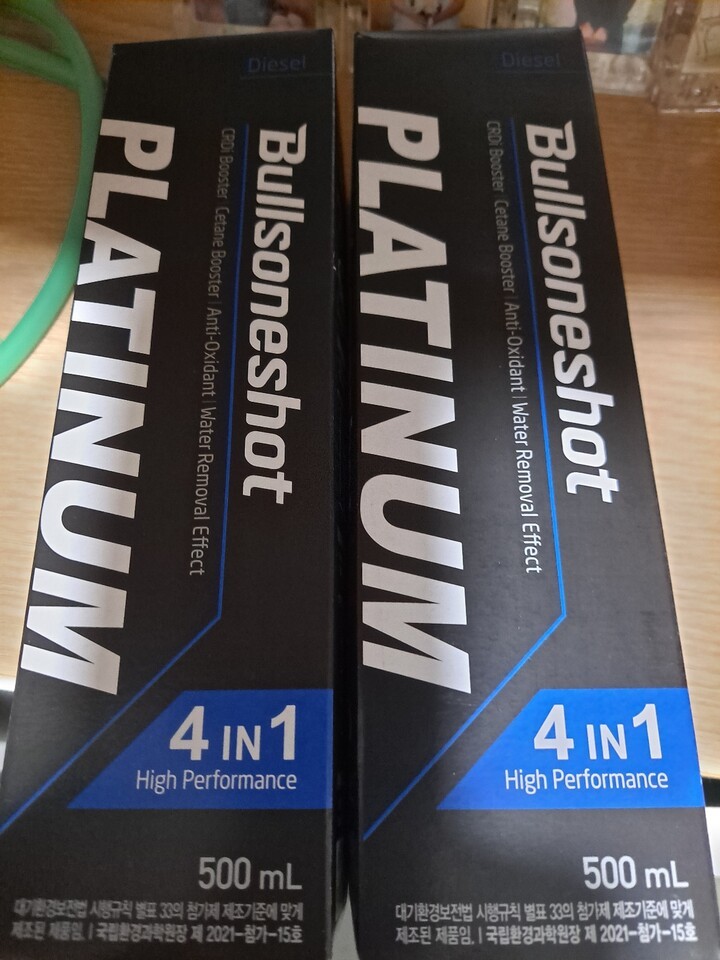 Diesel
Bullsoneshot
CRDi Booster | Cetane Booster | Anti-Oxidant | Water Removal Effect
PLATINUM
4 IN 1
High Performance
500 mL
대기환경보전법 시행규칙 별표 33의 첨가제 제조기준에 맞게
제조된 제품임. | 국립환경과학원장 제 2021-첨가-15호
Diesel
Bullsoneshot
CRDi Booster | Cetane Booster | Anti-Oxidant | Water Removal Effect
PLATINUM
4 IN 1
High Performance
500 mL
대기환경보전법 시행규칙 별표 33의 첨가제 제조기준에 맞게
제조된 제품임. | 국립환경과학원장 제 2021-첨가-15호